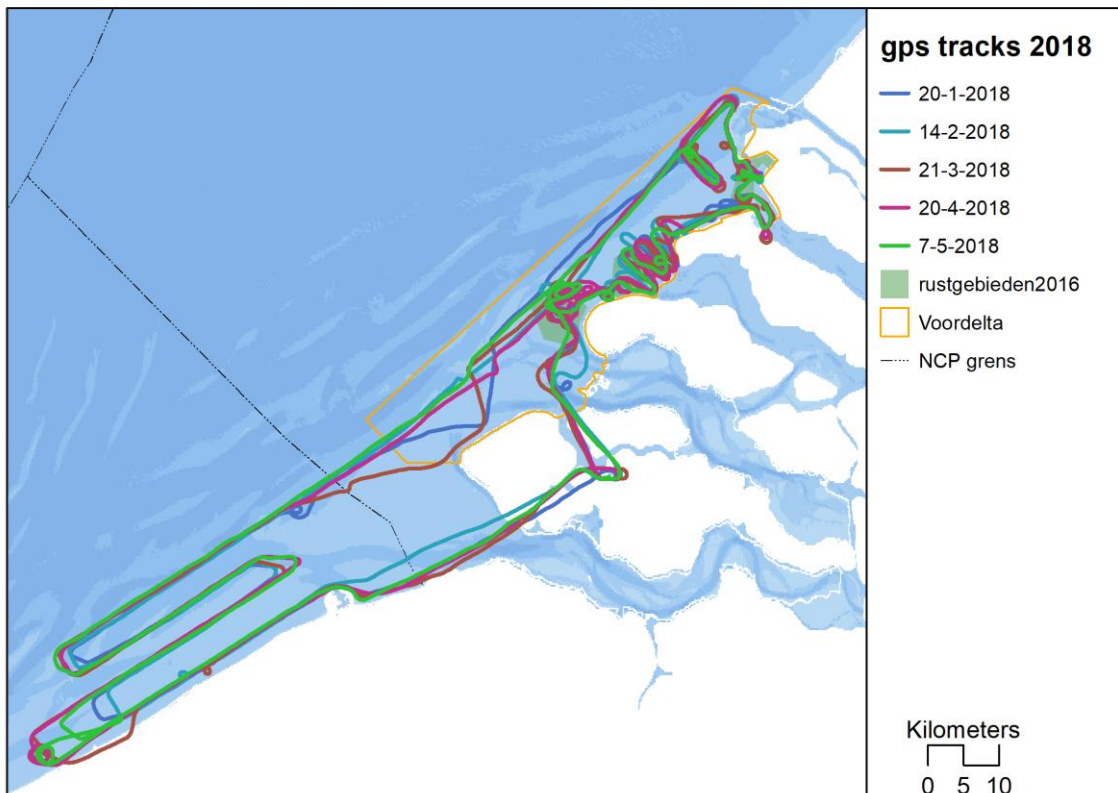 gps tracks 2018
20-1-2018
14-2-2018
21-3-2018
20-4-2018
7-5-2018
rustgebieden2016
Voordelta
NCP grens
Kilometers
0 5 10